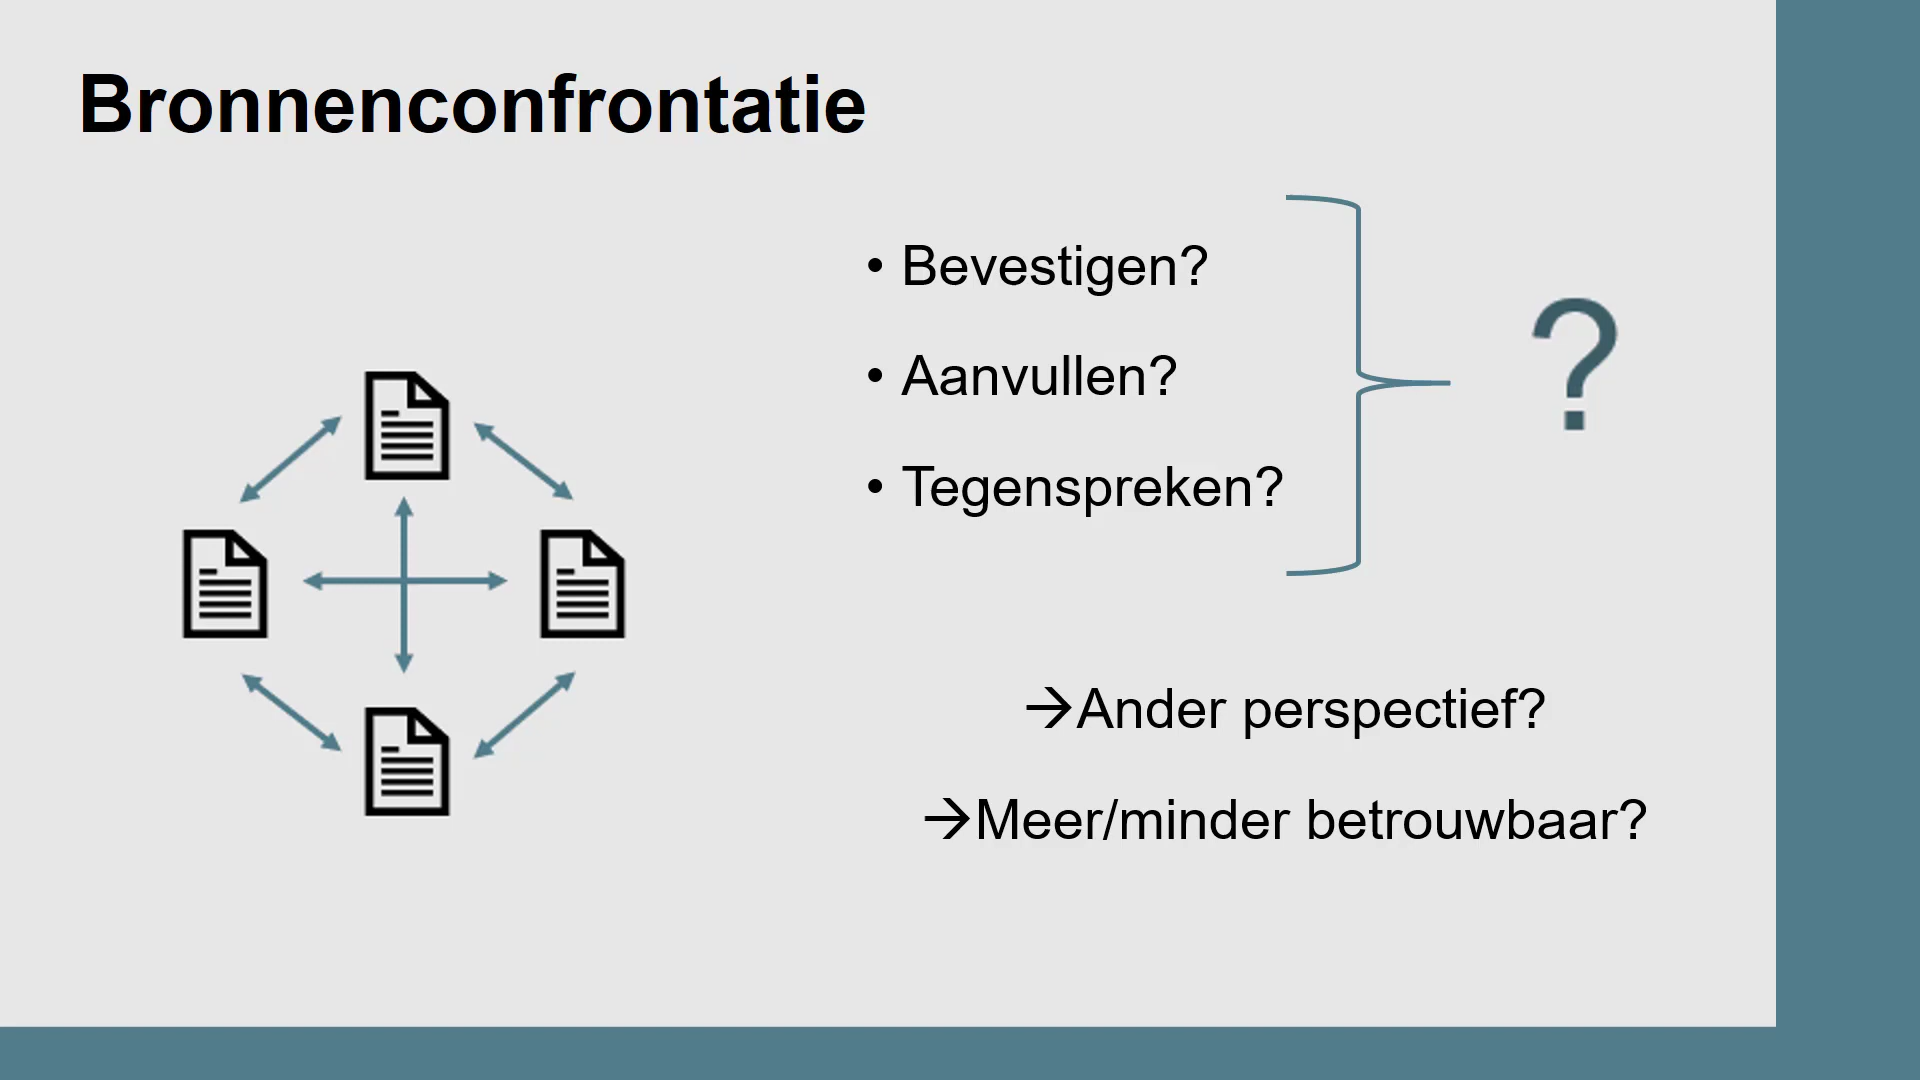 Bronnenconfrontatie
• Bevestigen?
• Aanvullen?
• Tegenspreken?
?
→Ander perspectief?
→Meer/minder betrouwbaar?